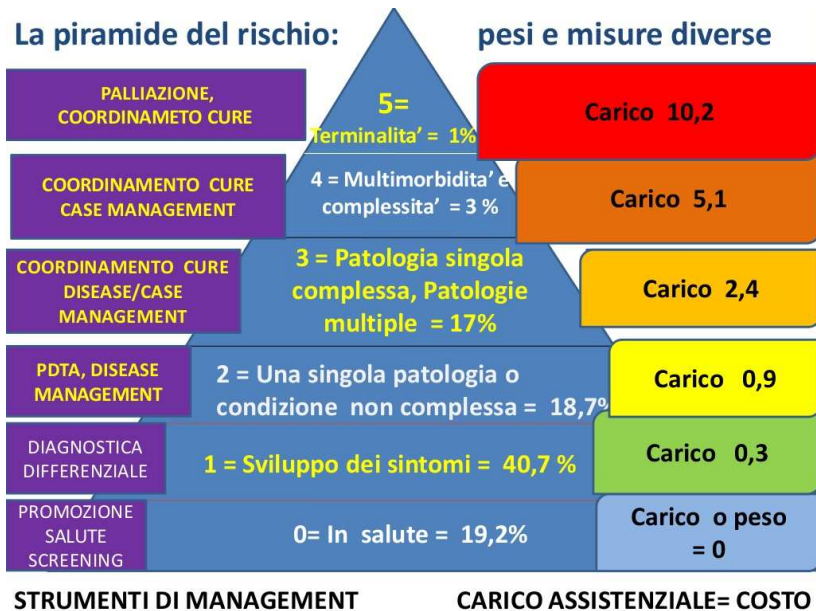 La piramide del rischio: pesi e misure diverse
PALLIAZIONE,
COORDINAMETO CURE
5=
Terminalita’ = 1%
Carico 10,2
COORDINAMENTO CURE
CASE MANAGEMENT
4 = Multimorbidita’ e
complessita’ = 3 %
Carico 5,1
COORDINAMENTO CURE
DISEASE/CASE
MANAGEMENT
3 = Patologia singola
complessa, Patologie
multiple = 17%
Carico 2,4
PDTA, DISEASE
MANAGEMENT
2 = Una singola patologia o
condizione non complessa = 18,7%
Carico 0,9
DIAGNOSTICA
DIFFERENZIALE
1 = Sviluppo dei sintomi = 40,7 %
Carico 0,3
PROMOZIONE
SALUTE
SCREENING
0= In salute = 19,2%
Carico o peso
= 0
STRUMENTI DI MANAGEMENT CARICO ASSISTENZIALE= COSTO